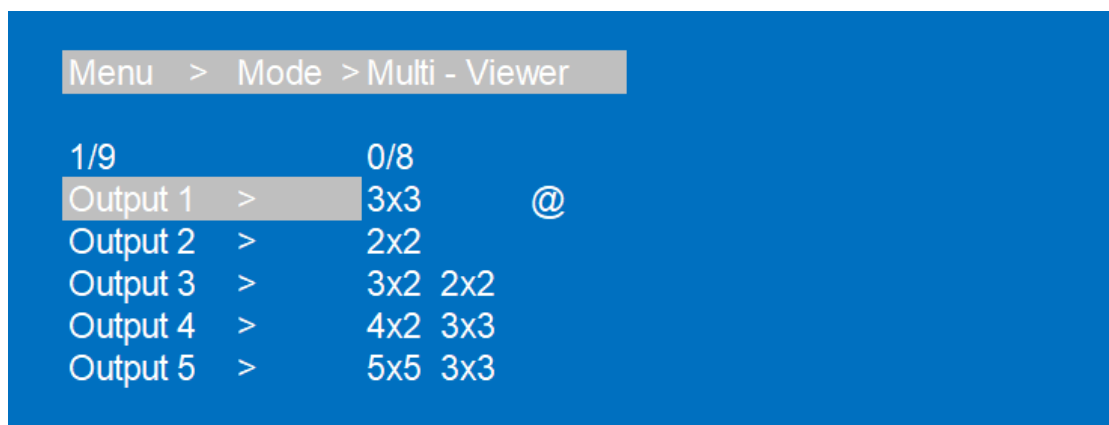 Menu > Mode > Multi - Viewer
1/9 0/8
Output 1 > 3x3 @
Output 2 > 2x2
Output 3 > 3x2 2x2
Output 4 > 4x2 3x3
Output 5 > 5x5 3x3